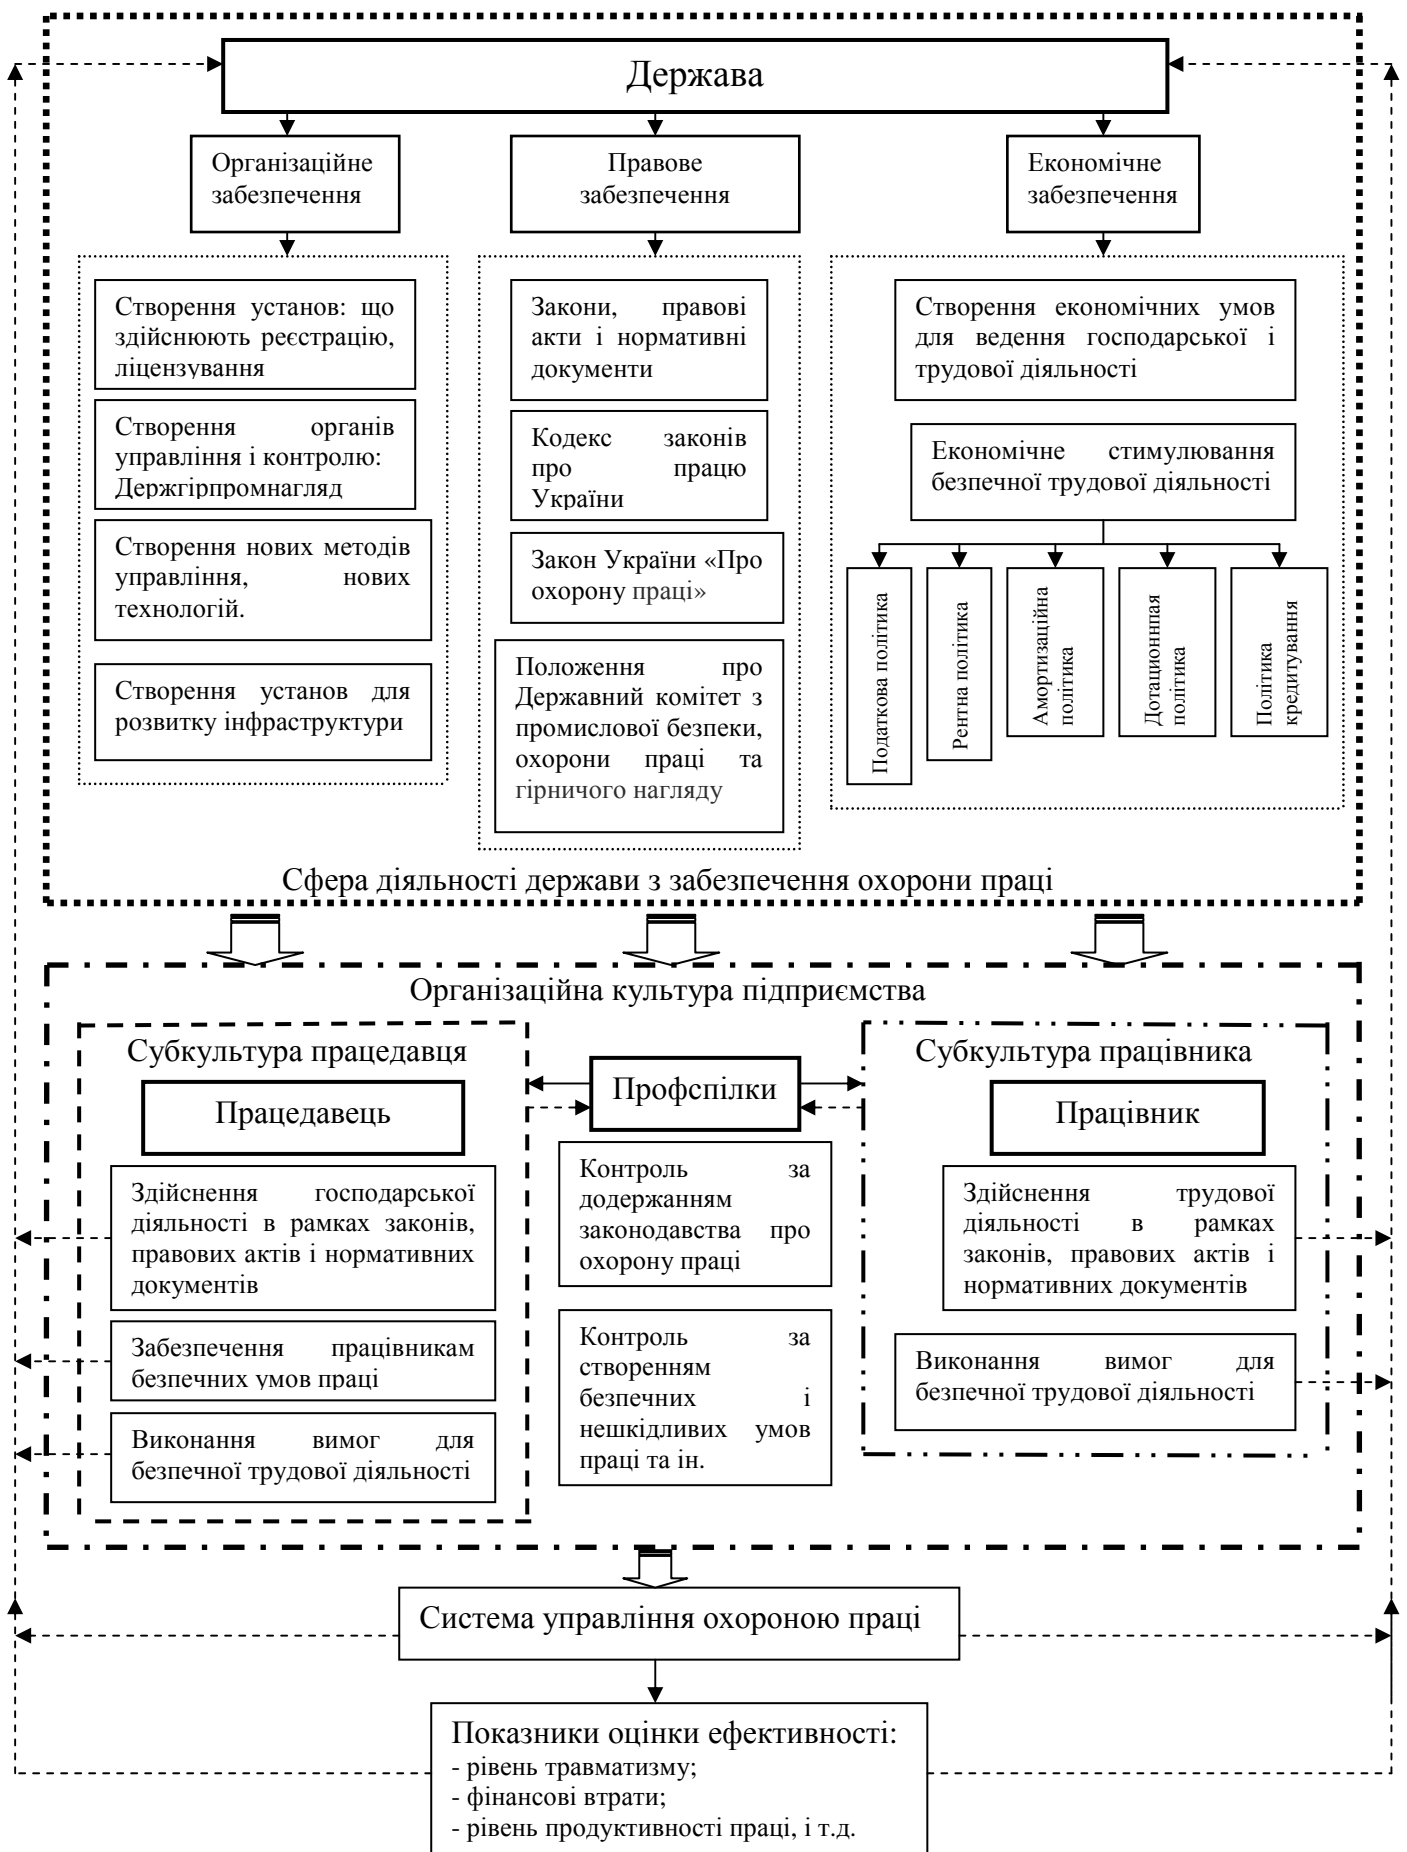 Держава
Організаційне
забезпечення
Правове
забезпечення
Економічне
забезпечення
Створення установ: що
здійснюють реєстрацію,
ліцензування
Створення органів
управління і контролю:
Держгірпромнагляд
Створення нових методів
управління, нових
технологій.
Створення установ для
розвитку інфраструктури
Закони, правові
акти і нормативні
документи
Кодекс законів
про працю
України
Закон України «Про
охорону праці»
Положення про
Державний комітет з
промислової безпеки,
охорони праці та
гірничого нагляду
Створення економічних умов
для ведення господарської і
трудової діяльності
Економічне стимулювання
безпечної трудової діяльності
Податкова політика
Рентна політика
Амортизаційна
політика
Дотационнпая
політика
Політика
кредитування
Сфера діяльності держави з забезпечення охорони праці
Організаційна культура підприємства
Субкультура працедавця
Працедавець
Здійснення господарської
діяльності в рамках законів,
правових актів і нормативних
документів
Забезпечення працівникам
безпечних умов праці
Виконання вимог для
безпечної трудової діяльності
Профспілки
Контроль за
додержанням
законодавства про
охорону праці
Контроль за
створенням
безпечних і
нешкідливих умов
праці та ін.
Субкультура працівника
Працівник
Здійснення трудової
діяльності в рамках
законів, правових актів і
нормативних документів
Виконання вимог для
безпечної трудової діяльності
Система управління охороною праці
Показники оцінки ефективності:
- рівень травматизму;
- фінансові втрати;
- рівень продуктивності праці, і т.д.